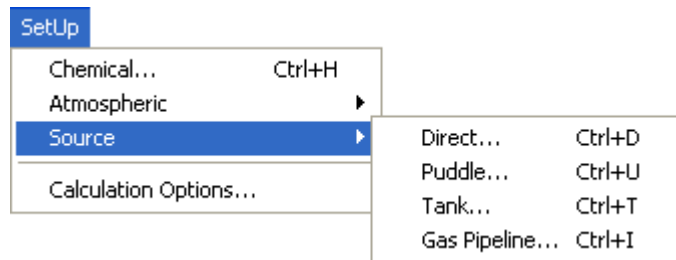 SetUp
Chemical... Ctrl+H
Atmospheric
Source
Calculation Options...
Direct... Ctrl+D
Puddle... Ctrl+U
Tank... Ctrl+T
Gas Pipeline... Ctrl+I